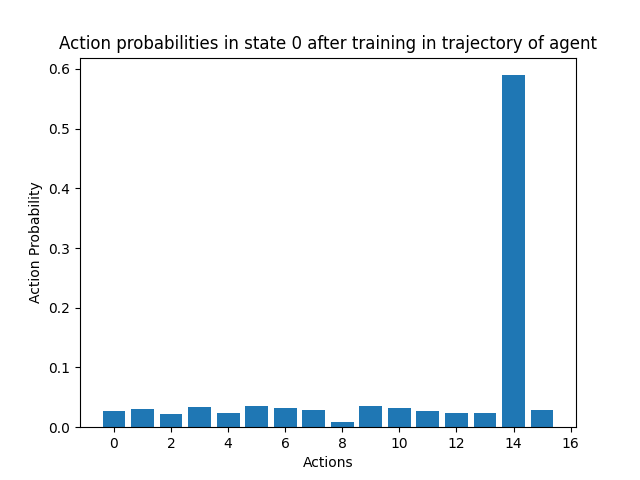 Action probabilities in state 0 after training in trajectory of agent
0.6
0.5
0.4
0.3
0.2
0.1
0.0
Action Probability
0 2 4 6 8 10 12 14 16
Actions